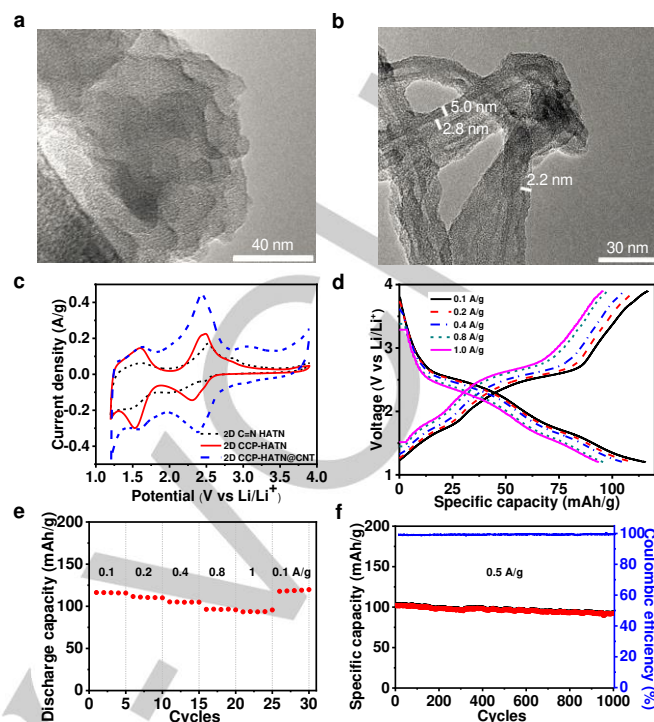 a
40 nm
b
5.0 nm
2.8 nm
2.2 nm
30 nm
c
Current density (A/g)
0.4
0.2
0.0
-0.2
-0.4
2D C=N HATN
2D CCP-HATN
2D CCP-HATN@CNT
1.0 1.5 2.0 2.5 3.0 3.5 4.0
Potential (V vs Li/Li+)
d
Voltage (V vs Li/Li+)
4
3
2
1
0.1 A/g
0.2 A/g
0.4 A/g
0.8 A/g
1.0 A/g
0 25 50 75 100
Specific capacity (mAh/g)
e
Discharge capacity (mAh/g)
200
150
100
50
0
0.1 0.2 0.4 0.8 1 0.1 A/g
0 5 10 15 20 25 30
Cycles
f
Specific capacity (mAh/g)
200
150
100
50
0
0.5 A/g
100
80
60
40
20
0
Coulombic efficiency (%)
0 200 400 600 800 1000
Cycles